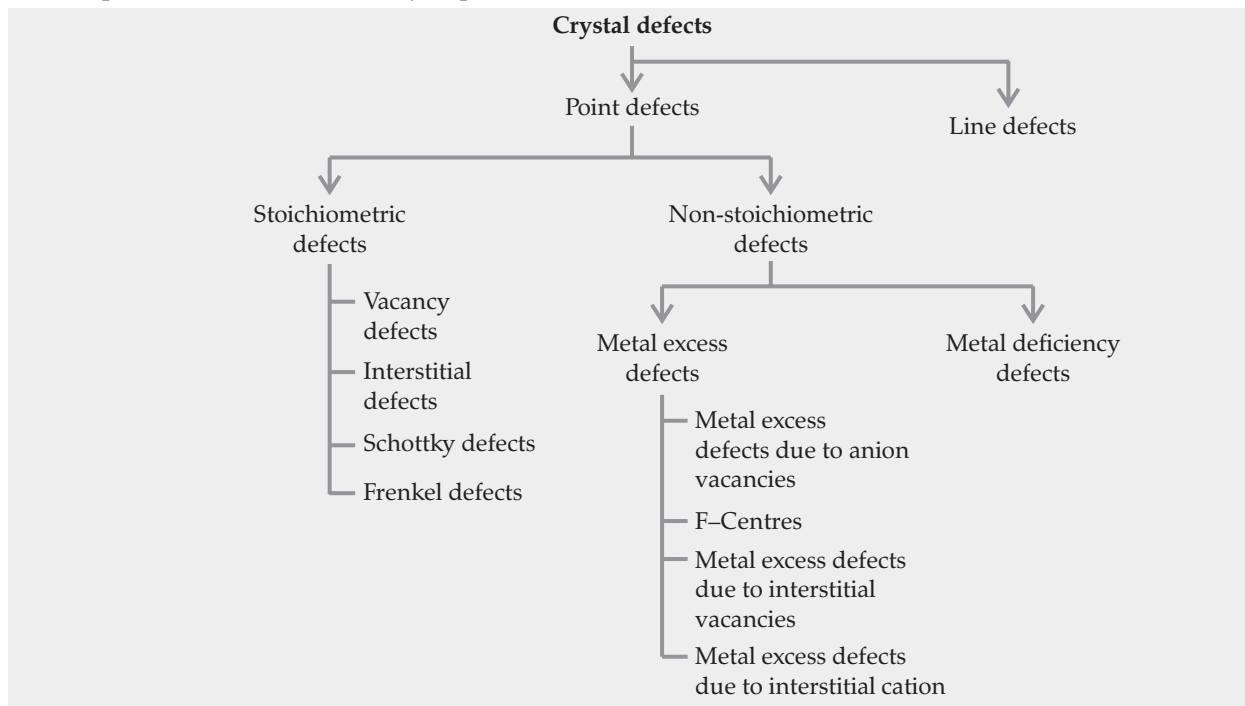 Crystal defects
Point defects
Line defects
Stoichiometric
defects
Non-stoichiometric
defects
Vacancy
defects
Interstitial
defects
Schottky defects
Frenkel defects
Metal excess
defects
Metal deficiency
defects
Metal excess
defects due to anion
vacancies
F–Centres
Metal excess defects
due to interstitial
vacancies
Metal excess defects
due to interstitial cation